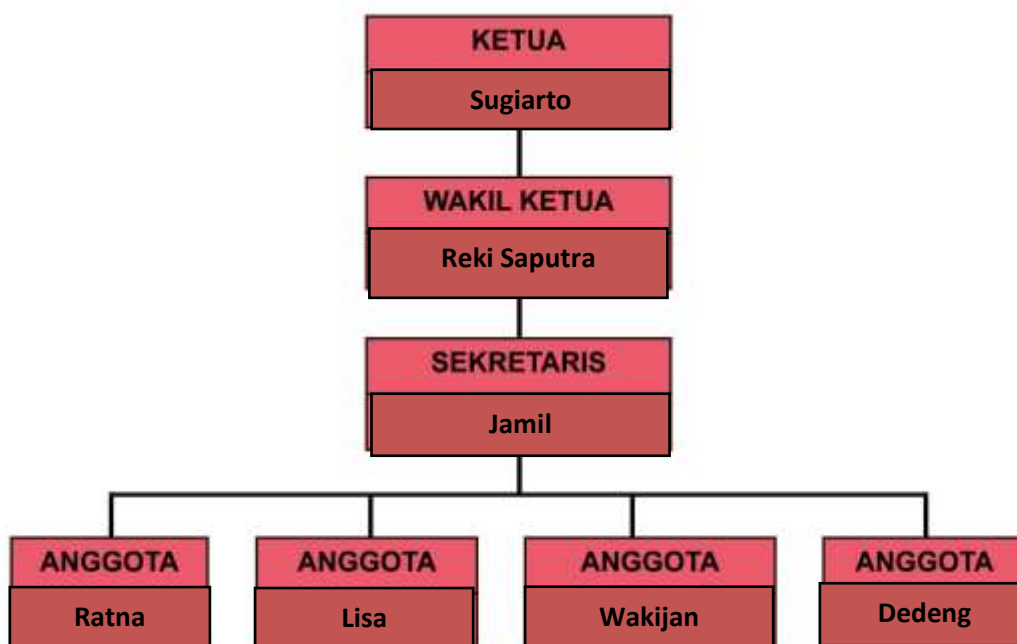 KETUA
Sugiarto
WAKIL KETUA
Reki Saputra
SEKRETARIS
Jamil
ANGGOTA
Ratna
ANGGOTA
Lisa
ANGGOTA
Wakijan
ANGGOTA
Dedeng